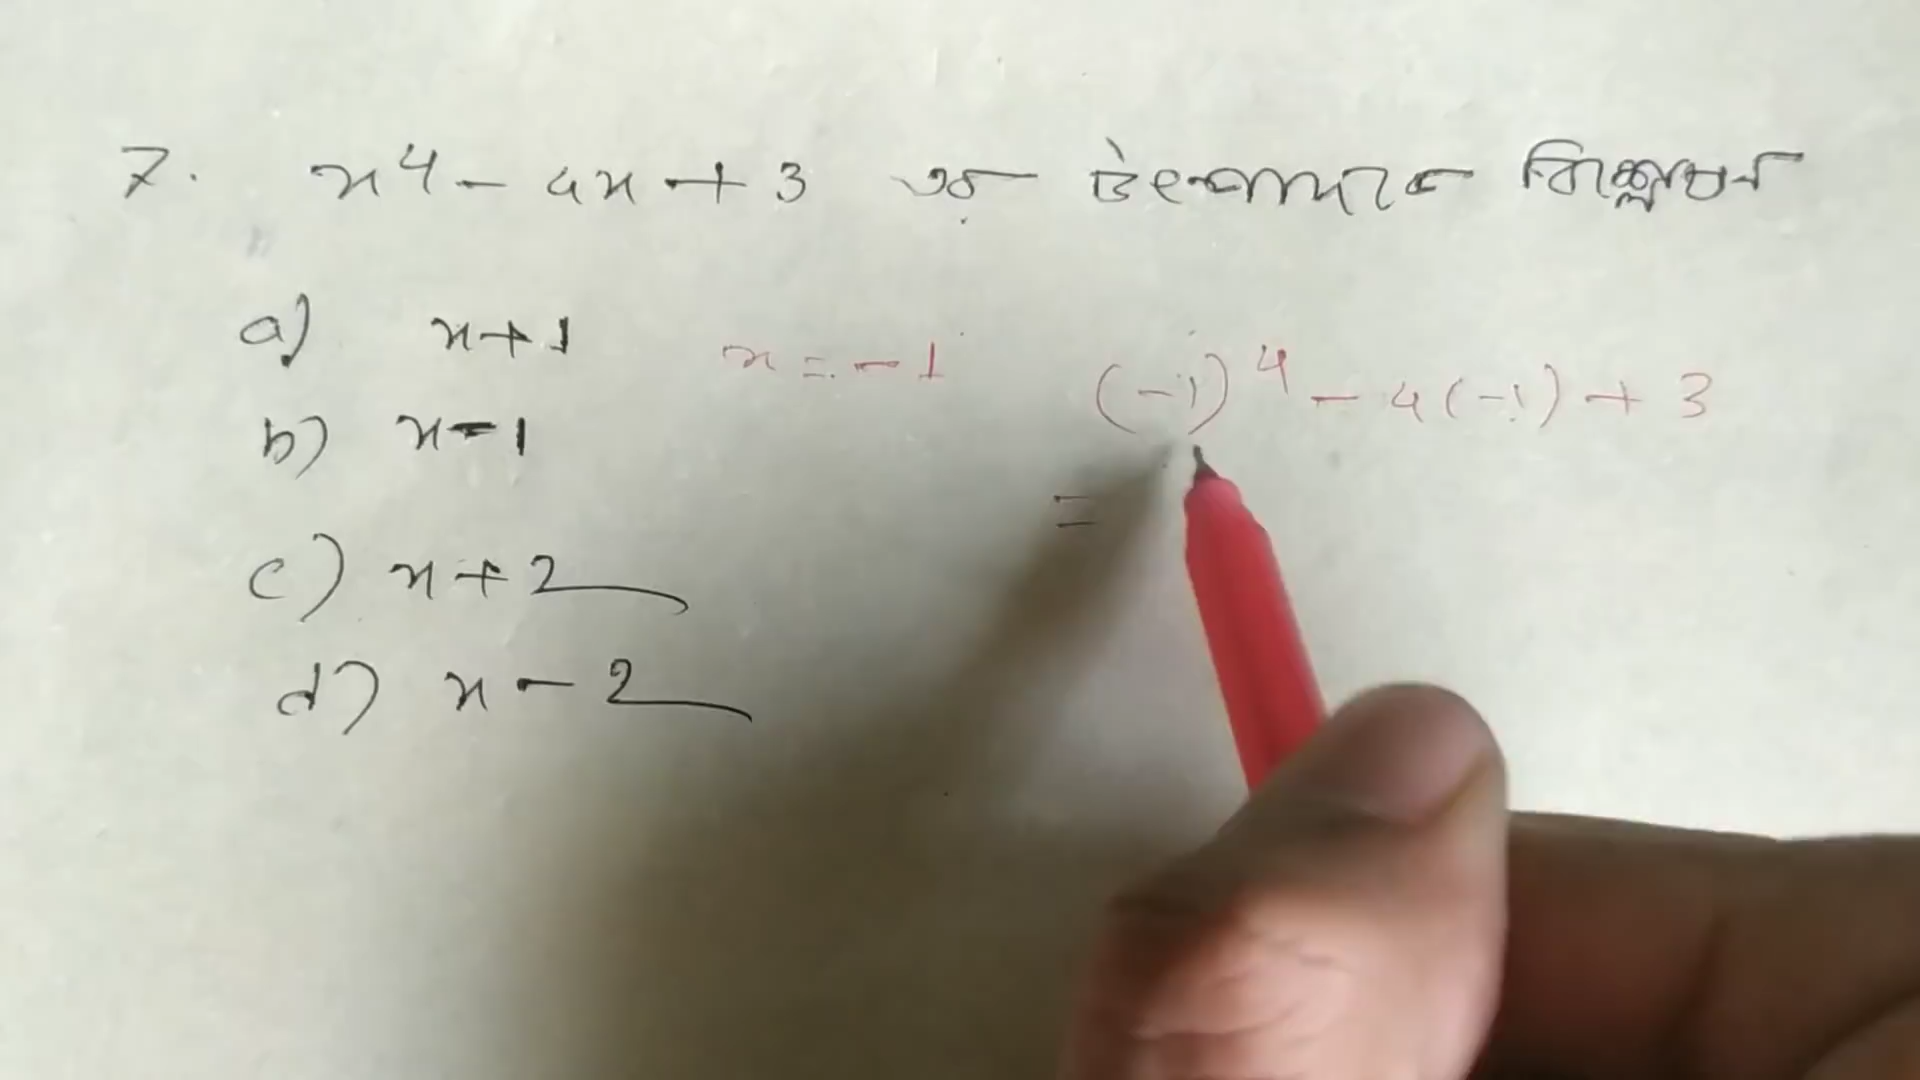 7. x⁴ - 4x + 3 এর উৎপাদকে বিশ্লেষণ
a) x+1
x = -1
(-1)⁴ - 4(-1) + 3
b) x-1
=
c) x+2
d) x-2